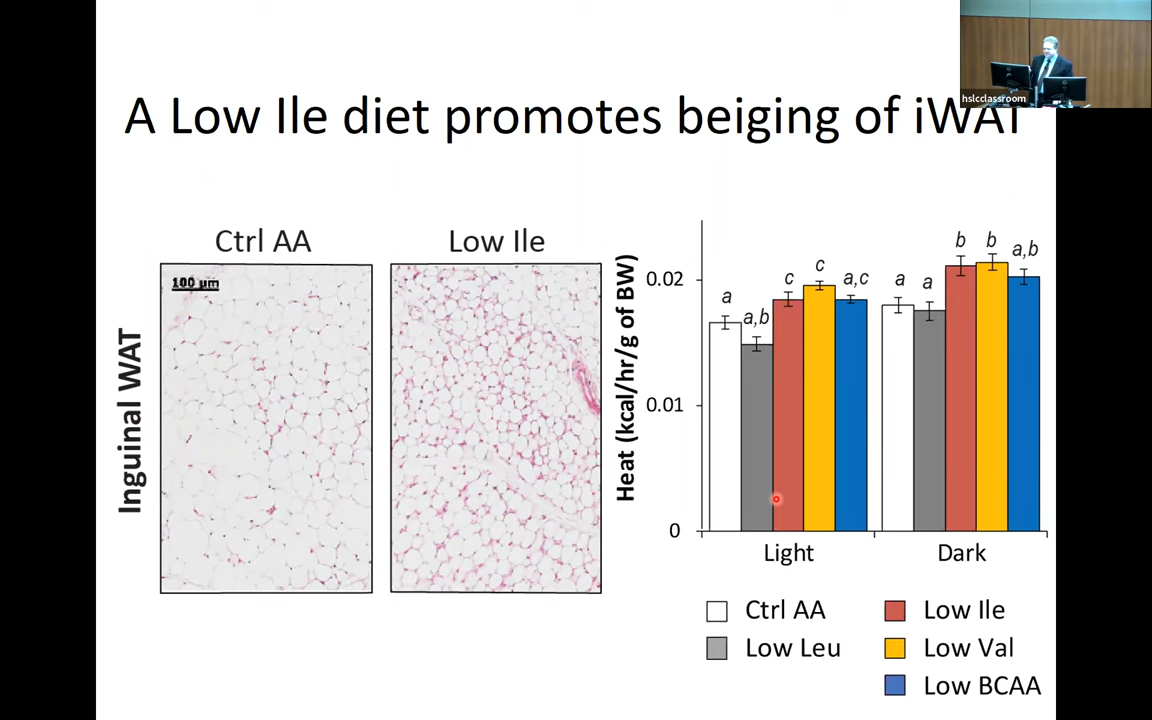 hslcclassroom
A Low Ile diet promotes beiging of iWAT
Ctrl AA
Low Ile
100 µm
Inguinal WAT
Heat (kcal/hr/g of BW)
0.02
0.01
0
a
a,b
c
c
a,c
a
a
b
b
a,b
Light
Dark
Ctrl AA
Low Leu
Low Ile
Low Val
Low BCAA